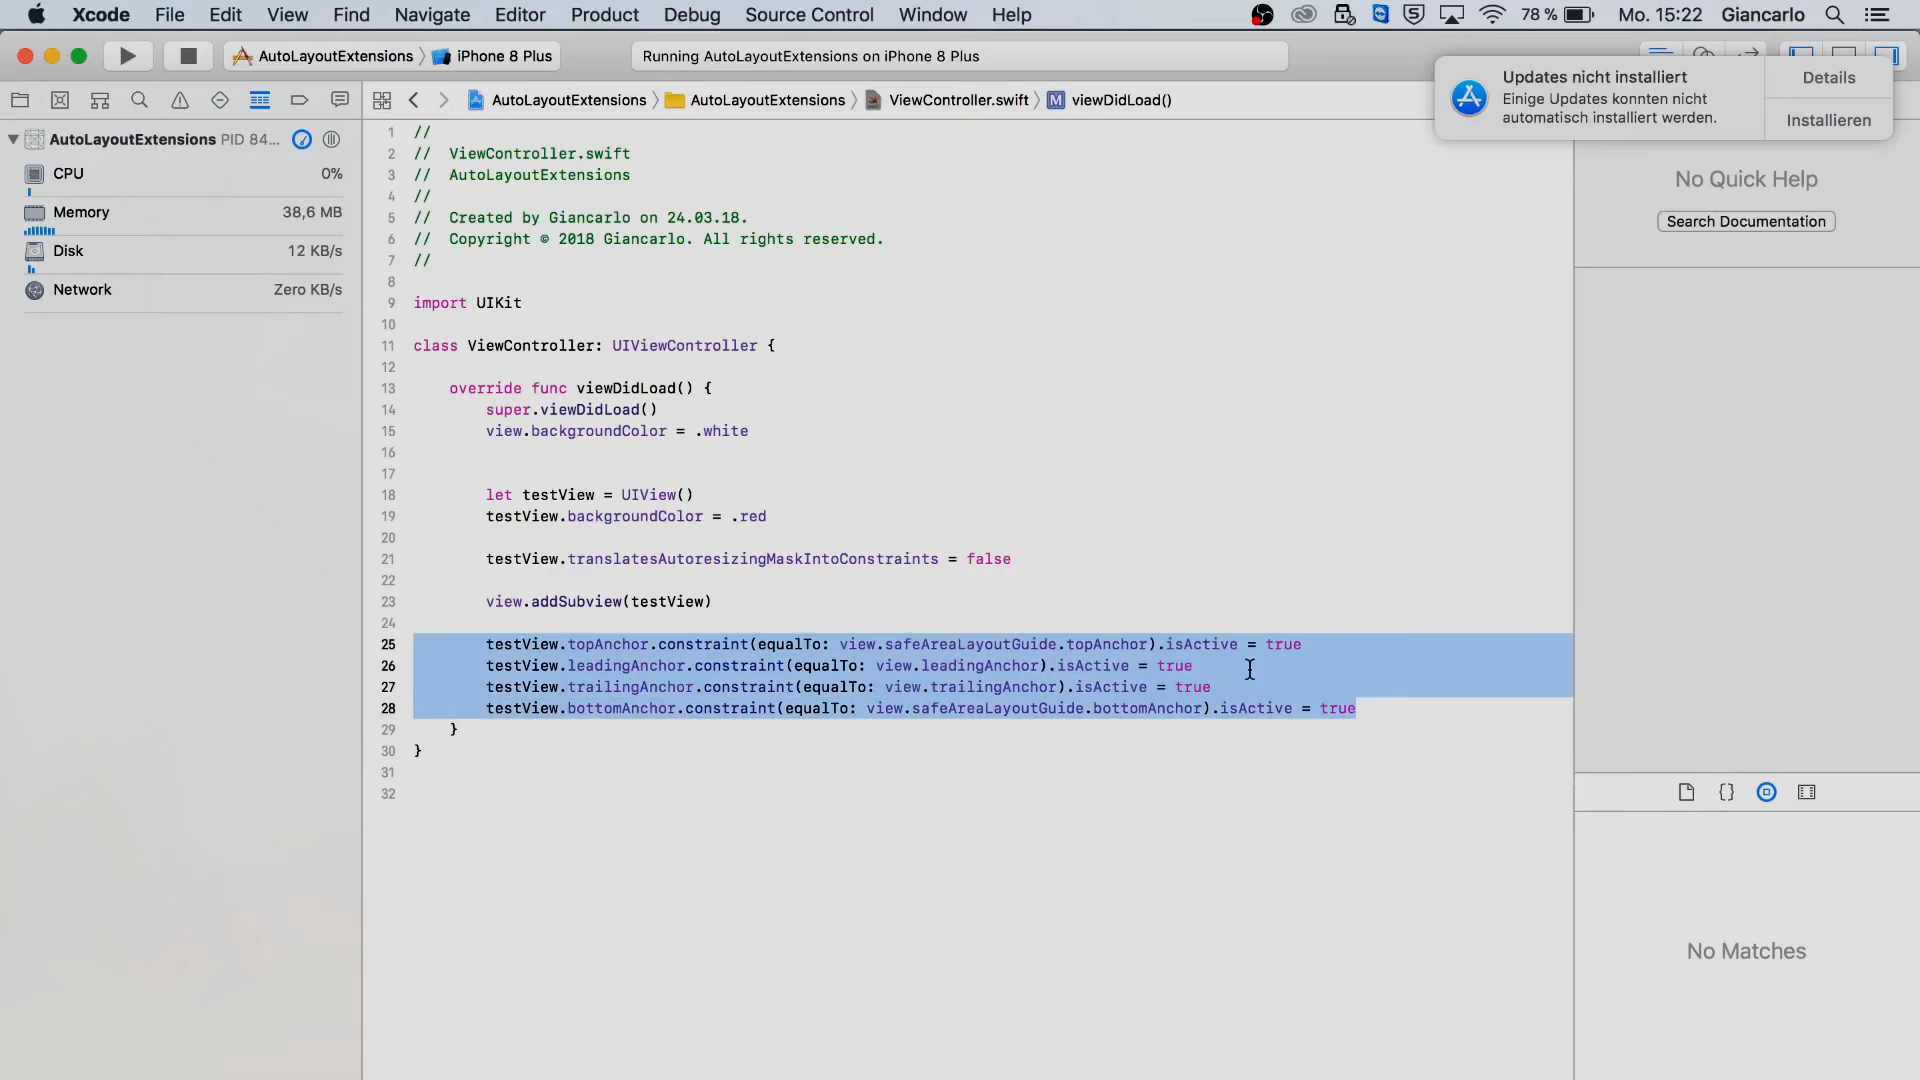 Xcode File Edit View Find Navigate Editor Product Debug Source Control Window Help 78 % Mo. 15:22 Giancarlo
AutoLayoutExtensions iPhone 8 Plus Running AutoLayoutExtensions on iPhone 8 Plus
Updates nicht installiert
Einige Updates konnten nicht
automatisch installiert werden.
Details
Installieren
AutoLayoutExtensions AutoLayoutExtensions ViewController.swift M viewDidLoad()
AutoLayoutExtensions PID 84...
CPU 0%
Memory 38,6 MB
Disk 12 KB/s
Network Zero KB/s
1 //
2 // ViewController.swift
3 // AutoLayoutExtensions
4 //
5 // Created by Giancarlo on 24.03.18.
6 // Copyright © 2018 Giancarlo. All rights reserved.
7 //
8
9 import UIKit
10
11 class ViewController: UIViewController {
12
13 override func viewDidLoad() {
14 super.viewDidLoad()
15 view.backgroundColor = .white
16
17
18 let testView = UIView()
19 testView.backgroundColor = .red
20
21 testView.translatesAutoresizingMaskIntoConstraints = false
22
23 view.addSubview(testView)
24
25 testView.topAnchor.constraint(equalTo: view.safeAreaLayoutGuide.topAnchor).isActive = true
26 testView.leadingAnchor.constraint(equalTo: view.leadingAnchor).isActive = true
27 testView.trailingAnchor.constraint(equalTo: view.trailingAnchor).isActive = true
28 testView.bottomAnchor.constraint(equalTo: view.safeAreaLayoutGuide.bottomAnchor).isActive = true
29 }
30 }
31
32
No Quick Help
Search Documentation
{}
No Matches